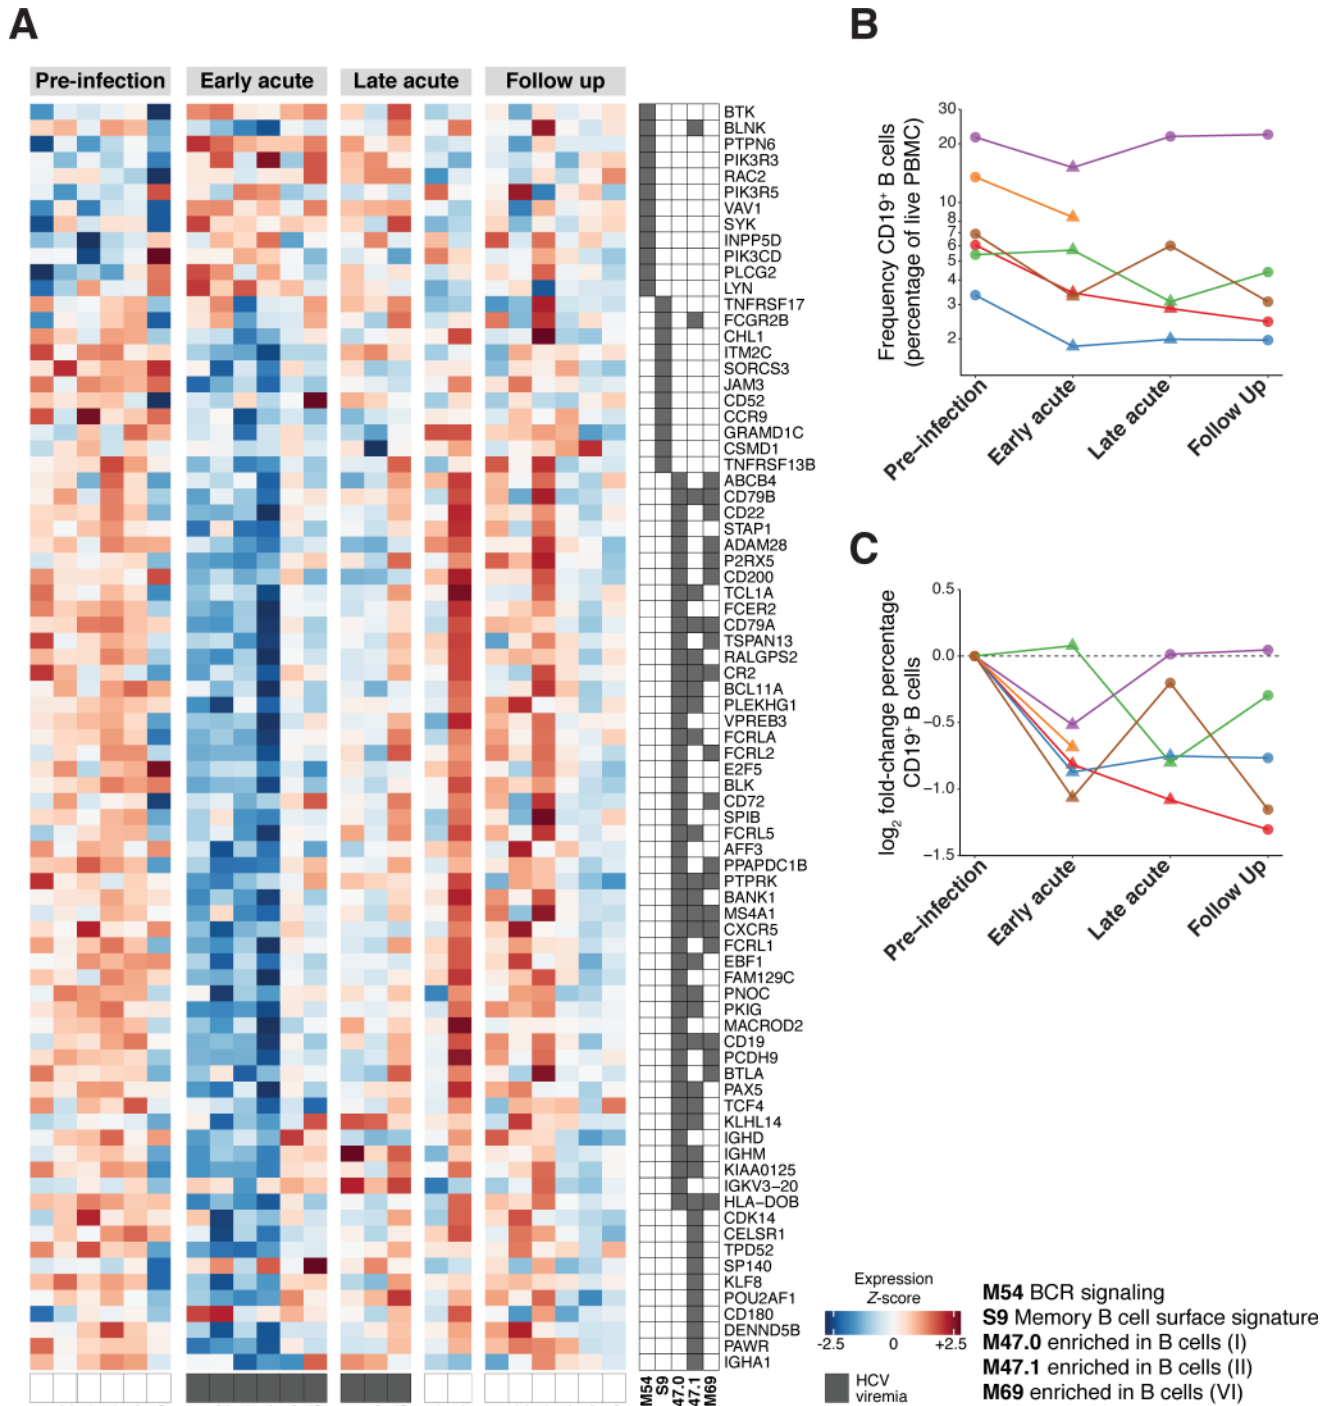 A
Pre-infection
Early acute
Late acute
Follow up
BTK
BLNK
PTPN6
PIK3R3
RAC2
PIK3R5
VAV1
SYK
INPP5D
PIK3CD
PLCG2
LYN
TNFRSF17
FCGR2B
CHL1
ITM2C
SORCS3
JAM3
CD52
CCR9
GRAMD1C
CSMD1
TNFRSF13B
ABCB4
CD79B
CD22
STAP1
ADAM28
P2RX5
CD200
TCL1A
FCER2
CD79A
TSPAN13
RALGPS2
CR2
BCL11A
PLEKHG1
VPREB3
FCRLA
FCRL2
E2F5
BLK
CD72
SPIB
FCRL5
AFF3
PPAPDC1B
PTPRK
BANK1
MS4A1
CXCR5
FCRL1
EBF1
FAM129C
PNOC
PKIG
MACROD2
CD19
PCDH9
BTLA
PAX5
TCF4
KLHL14
IGHD
IGHM
KIAA0125
IGKV3−20
HLA−DOB
CDK14
CELSR1
TPD52
SP140
KLF8
POU2AF1
CD180
DENND5B
PAWR
IGHA1
M54
S9
47.0
47.1
M69
B
Frequency CD19⁺ B cells
(percentage of live PBMC)
30
20
10
8
7
6
5
4
3
2
Pre−infection
Early acute
Late acute
Follow Up
C
log₂ fold−change percentage
CD19⁺ B cells
0.5
0.0
−0.5
−1.0
−1.5
Pre−infection
Early acute
Late acute
Follow Up
Expression
Z-score
-2.5 0 +2.5
HCV
viremia
M54 BCR signaling
S9 Memory B cell surface signature
M47.0 enriched in B cells (I)
M47.1 enriched in B cells (II)
M69 enriched in B cells (VI)